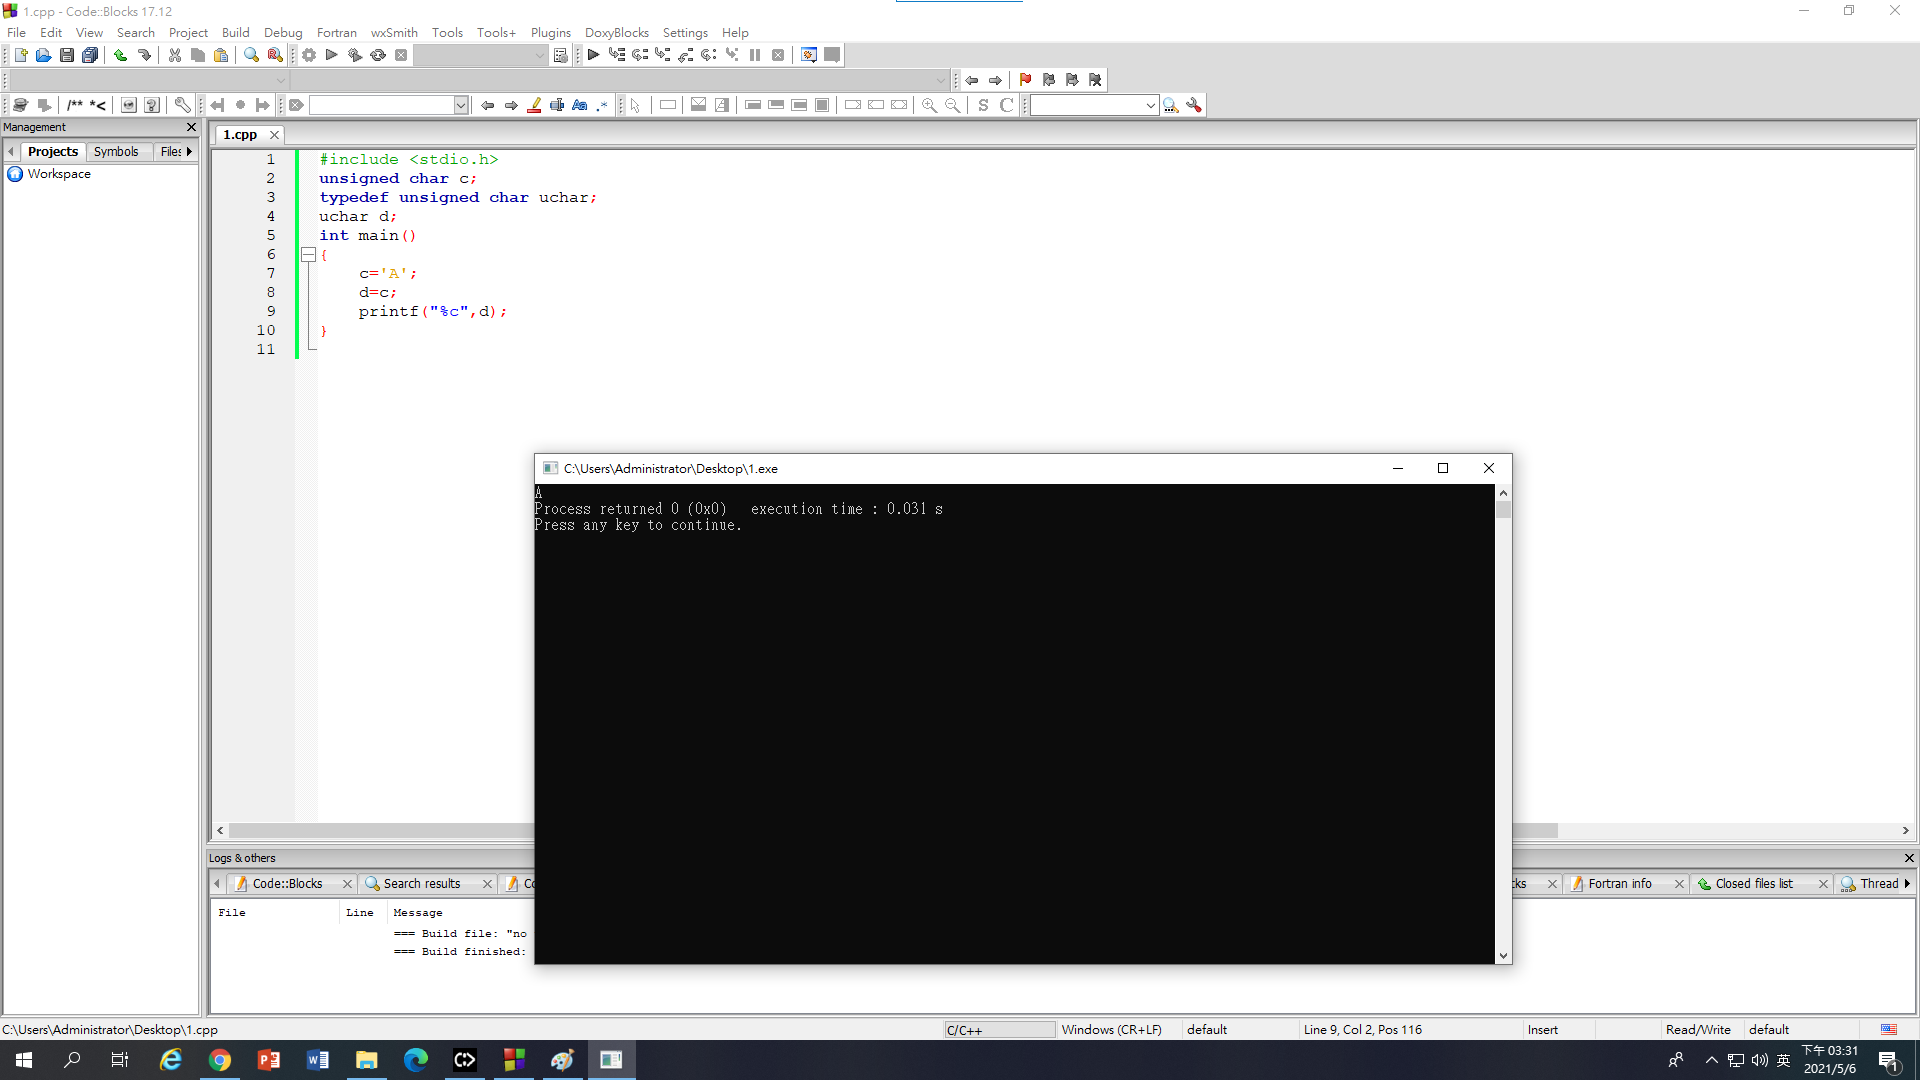 1.cpp - Code::Blocks 17.12
File Edit View Search Project Build Debug Fortran wxSmith Tools Tools+ Plugins DoxyBlocks Settings Help
/** *<
S C
Management
Projects Symbols Files
Workspace
1.cpp
1 #include <stdio.h>
2 unsigned char c;
3 typedef unsigned char uchar;
4 uchar d;
5 int main()
6 {
7 c='A';
8 d=c;
9 printf("%c",d);
10 }
11
C:\Users\Administrator\Desktop\1.exe
A
Process returned 0 (0x0) execution time : 0.031 s
Press any key to continue.
Logs & others
Code::Blocks Search results Fortran info Closed files list Thread
File Line Message
=== Build file: "no
=== Build finished:
C:\Users\Administrator\Desktop\1.cpp C/C++ Windows (CR+LF) default Line 9, Col 2, Pos 116 Insert Read/Write default
英 下午 03:31
2021/5/6
1